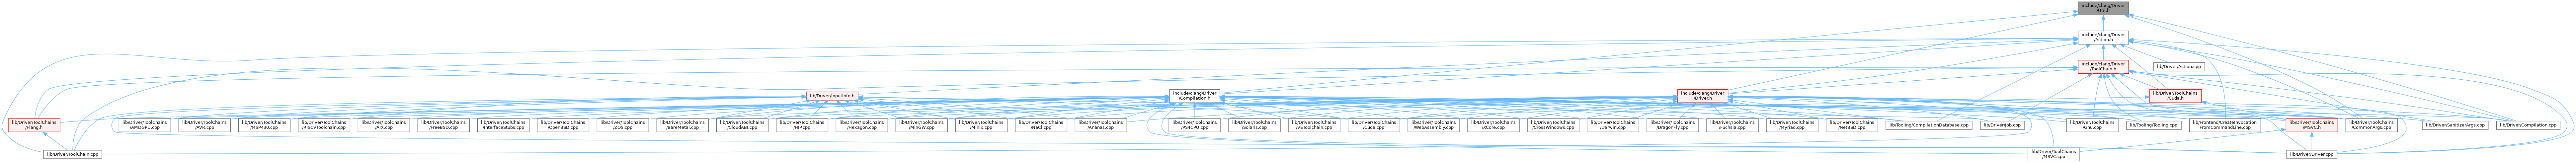 include/clang/Driver
/Util.h
include/clang/Driver
/Action.h
include/clang/Driver
/ToolChain.h
lib/Driver/Action.cpp
lib/Driver/InputInfo.h
include/clang/Driver
/Compilation.h
include/clang/Driver
/Driver.h
lib/Driver/ToolChains
/Cuda.h
lib/Driver/ToolChains
/Flang.h
lib/Driver/ToolChains
/AMDGPU.cpp
lib/Driver/ToolChains
/AVR.cpp
lib/Driver/ToolChains
/MSP430.cpp
lib/Driver/ToolChains
/RISCVToolchain.cpp
lib/Driver/ToolChains
/AIX.cpp
lib/Driver/ToolChains
/FreeBSD.cpp
lib/Driver/ToolChains
/InterfaceStubs.cpp
lib/Driver/ToolChains
/OpenBSD.cpp
lib/Driver/ToolChains
/ZOS.cpp
lib/Driver/ToolChains
/BareMetal.cpp
lib/Driver/ToolChains
/CloudABI.cpp
lib/Driver/ToolChains
/HIP.cpp
lib/Driver/ToolChains
/Hexagon.cpp
lib/Driver/ToolChains
/MinGW.cpp
lib/Driver/ToolChains
/Minix.cpp
lib/Driver/ToolChains
/NaCl.cpp
lib/Driver/ToolChains
/Ananas.cpp
lib/Driver/ToolChains
/PS4CPU.cpp
lib/Driver/ToolChains
/Solaris.cpp
lib/Driver/ToolChains
/VEToolchain.cpp
lib/Driver/ToolChains
/Cuda.cpp
lib/Driver/ToolChains
/WebAssembly.cpp
lib/Driver/ToolChains
/XCore.cpp
lib/Driver/ToolChains
/CrossWindows.cpp
lib/Driver/ToolChains
/Darwin.cpp
lib/Driver/ToolChains
/DragonFly.cpp
lib/Driver/ToolChains
/Fuchsia.cpp
lib/Driver/ToolChains
/Myriad.cpp
lib/Driver/ToolChains
/NetBSD.cpp
lib/Tooling/CompilationDatabase.cpp
lib/Driver/Job.cpp
lib/Driver/ToolChains
/Gnu.cpp
lib/Tooling/Tooling.cpp
lib/Frontend/CreateInvocation
FromCommandLine.cpp
lib/Driver/ToolChains
/MSVC.h
lib/Driver/ToolChains
/CommonArgs.cpp
lib/Driver/SanitizerArgs.cpp
lib/Driver/Compilation.cpp
lib/Driver/ToolChain.cpp
lib/Driver/ToolChains
/MSVC.cpp
lib/Driver/Driver.cpp